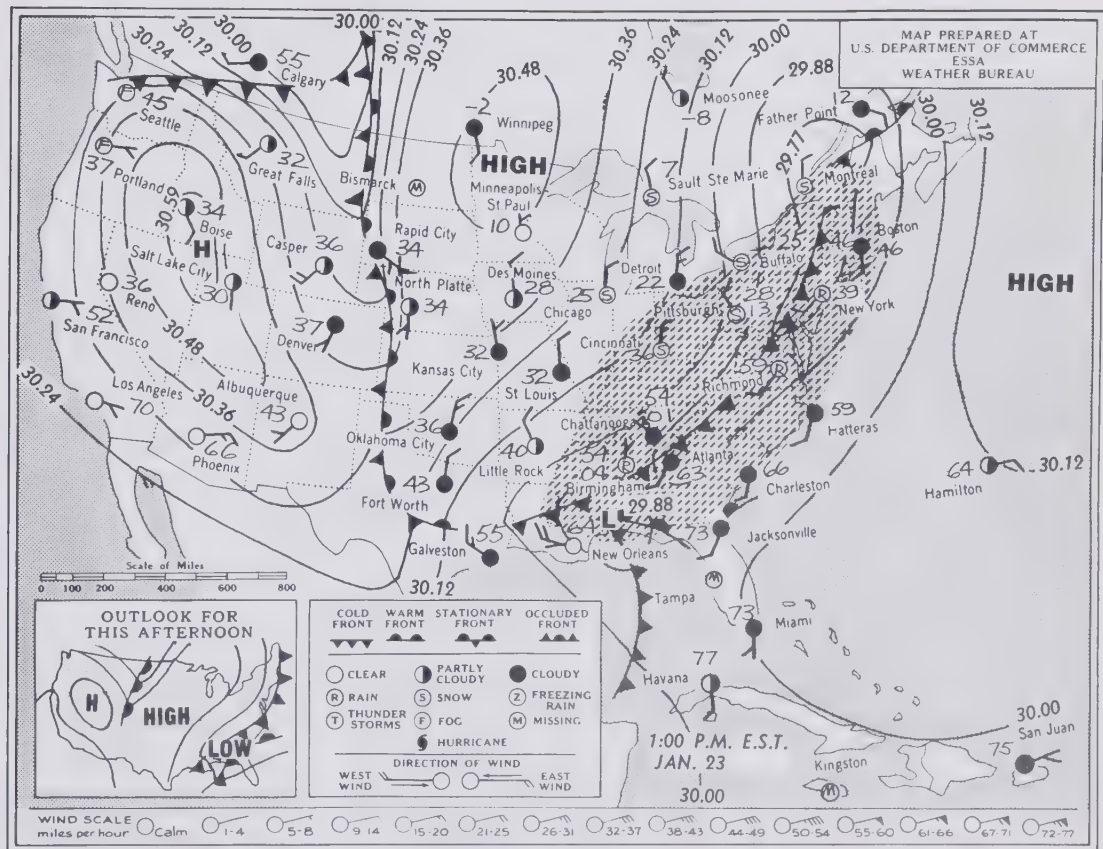 MAP PREPARED AT
U.S. DEPARTMENT OF COMMERCE
ESSA
WEATHER BUREAU
30.24
30.12
30.00
30.00
30.12
30.24
30.36
30.48
30.36
30.24
30.12
30.00
29.88
29.77
30.00
30.12
55
Calgary
F
45
Seattle
F
37
Portland
32
Great Falls
Bismarck
M
-2
Winnipeg
HIGH
Minneapolis-
St Paul
10
-8
Moosonee
7
S
Sault Ste Marie
12
Father Point
S
Montreal
30.59
34
Boise
H
Salt Lake City
30
36
Reno
Casper
36
Rapid City
34
North Platte
34
Des Moines
28
Chicago
25
S
Detroit
22
S
Buffalo
25
46
Boston
46
HIGH
52
San Francisco
30.48
30.36
30.24
37
Denver
Kansas City
32
St Louis
32
Cincinnati
36
S
Pittsburgh
28
S
13
R
39
New York
Los Angeles
70
Albuquerque
43
66
Phoenix
Oklahoma City
36
Little Rock
40
Chattanooga
54
01
Richmond
59
R
59
Hatteras
Fort Worth
43
54
04
R
Birmingham
Atlanta
63
66
Charleston
64
Hamilton
30.12
29.88
L
55
Galveston
30.12
64
New Orleans
73
Jacksonville
M
Tampa
73
Miami
77
Havana
30.00
San Juan
75
Kingston
M
1:00 P.M. E.S.T.
JAN. 23
30.00
Scale of Miles
0 100 200 400 600 800
OUTLOOK FOR
THIS AFTERNOON
H
HIGH
LOW
COLD FRONT
WARM FRONT
STATIONARY FRONT
OCCLUDED FRONT
CLEAR
PARTLY CLOUDY
CLOUDY
R RAIN
S SNOW
Z FREEZING RAIN
T THUNDER STORMS
F FOG
M MISSING
HURRICANE
DIRECTION OF WIND
WEST WIND
EAST WIND
WIND SCALE
miles per hour
Calm 1-4 5-8 9-14 15-20 21-25 26-31 32-37 38-43 44-49 50-54 55-60 61-66 67-71 72-77